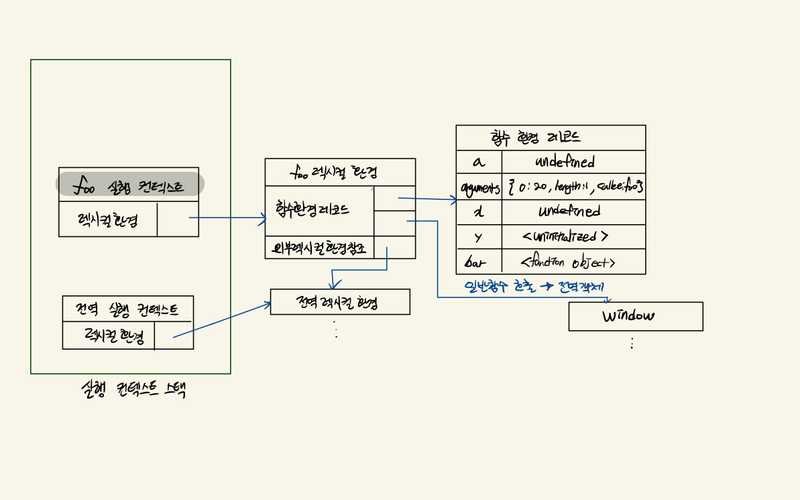 foo 실행 컨텍스트
렉시컬 환경
전역 실행 컨텍스트
렉시컬 환경
실행 컨텍스트 스택
foo 렉시컬 환경
함수 환경 레코드
외부렉시컬 환경참조
전역 렉시컬 환경
함수 환경 레코드
a undefined
arguments { 0: 20, length: 1, callee: foo }
x undefined
y <uninitialized>
bar <function object>
일반함수 호출 → 전역객체
window